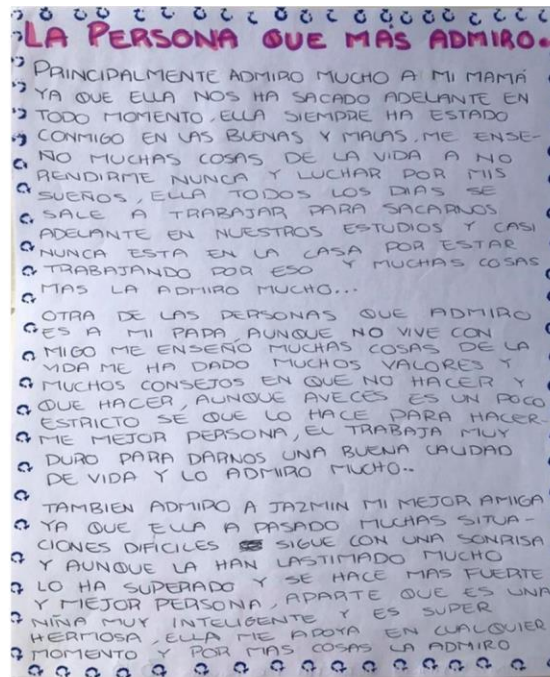 LA PERSONA QUE MAS ADMIRO.
PRINCIPALMENTE ADMIRO MUCHO A MI MAMÁ
YA QUE ELLA NOS HA SACADO ADELANTE EN
TODO MOMENTO, ELLA SIEMPRE HA ESTADO
CONMIGO EN LAS BUENAS Y MALAS, ME ENSE-
ÑO MUCHAS COSAS DE LA VIDA A NO
RENDIRME NUNCA Y LUCHAR POR MIS
SUEÑOS, ELLA TODOS LOS DIAS SE
SALE A TRABAJAR PARA SACARNOS
ADELANTE EN NUESTROS ESTUDIOS Y CASI
NUNCA ESTA EN LA CASA POR ESTAR
TRABAJANDO POR ESO Y MUCHAS COSAS
MAS LA ADMIRO MUCHO...
OTRA DE LAS PERSONAS QUE ADMIRO
ES A MI PAPA AUNQUE NO VIVE CON
MIGO ME ENSEÑO MUCHAS COSAS DE LA
VIDA ME HA DADO MUCHOS VALORES Y
MUCHOS CONSEJOS EN QUE NO HACER Y
QUE HACER, AUNQUE AVECES ES UN POCO
ESTRICTO SE QUE LO HACE PARA HACER-
ME MEJOR PERSONA, EL TRABAJA MUY
DURO PARA DARNOS UNA BUENA CALIDAD
DE VIDA Y LO ADMIRO MUCHO..
TAMBIEN ADMIRO A JAZMIN MI MEJOR AMIGA
YA QUE ELLA A PASADO MUCHAS SITUA-
CIONES DIFICILES SIGUE CON UNA SONRISA
Y AUNQUE LA HAN LASTIMADO MUCHO
LO HA SUPERADO Y SE HACE MAS FUERTE
Y MEJOR PERSONA, APARTE QUE ES UNA
NIÑA MUY INTELIGENTE Y ES SUPER
HERMOSA, ELLA ME APOYA EN CUALQUIER
MOMENTO Y POR MAS COSAS LA ADMIRO